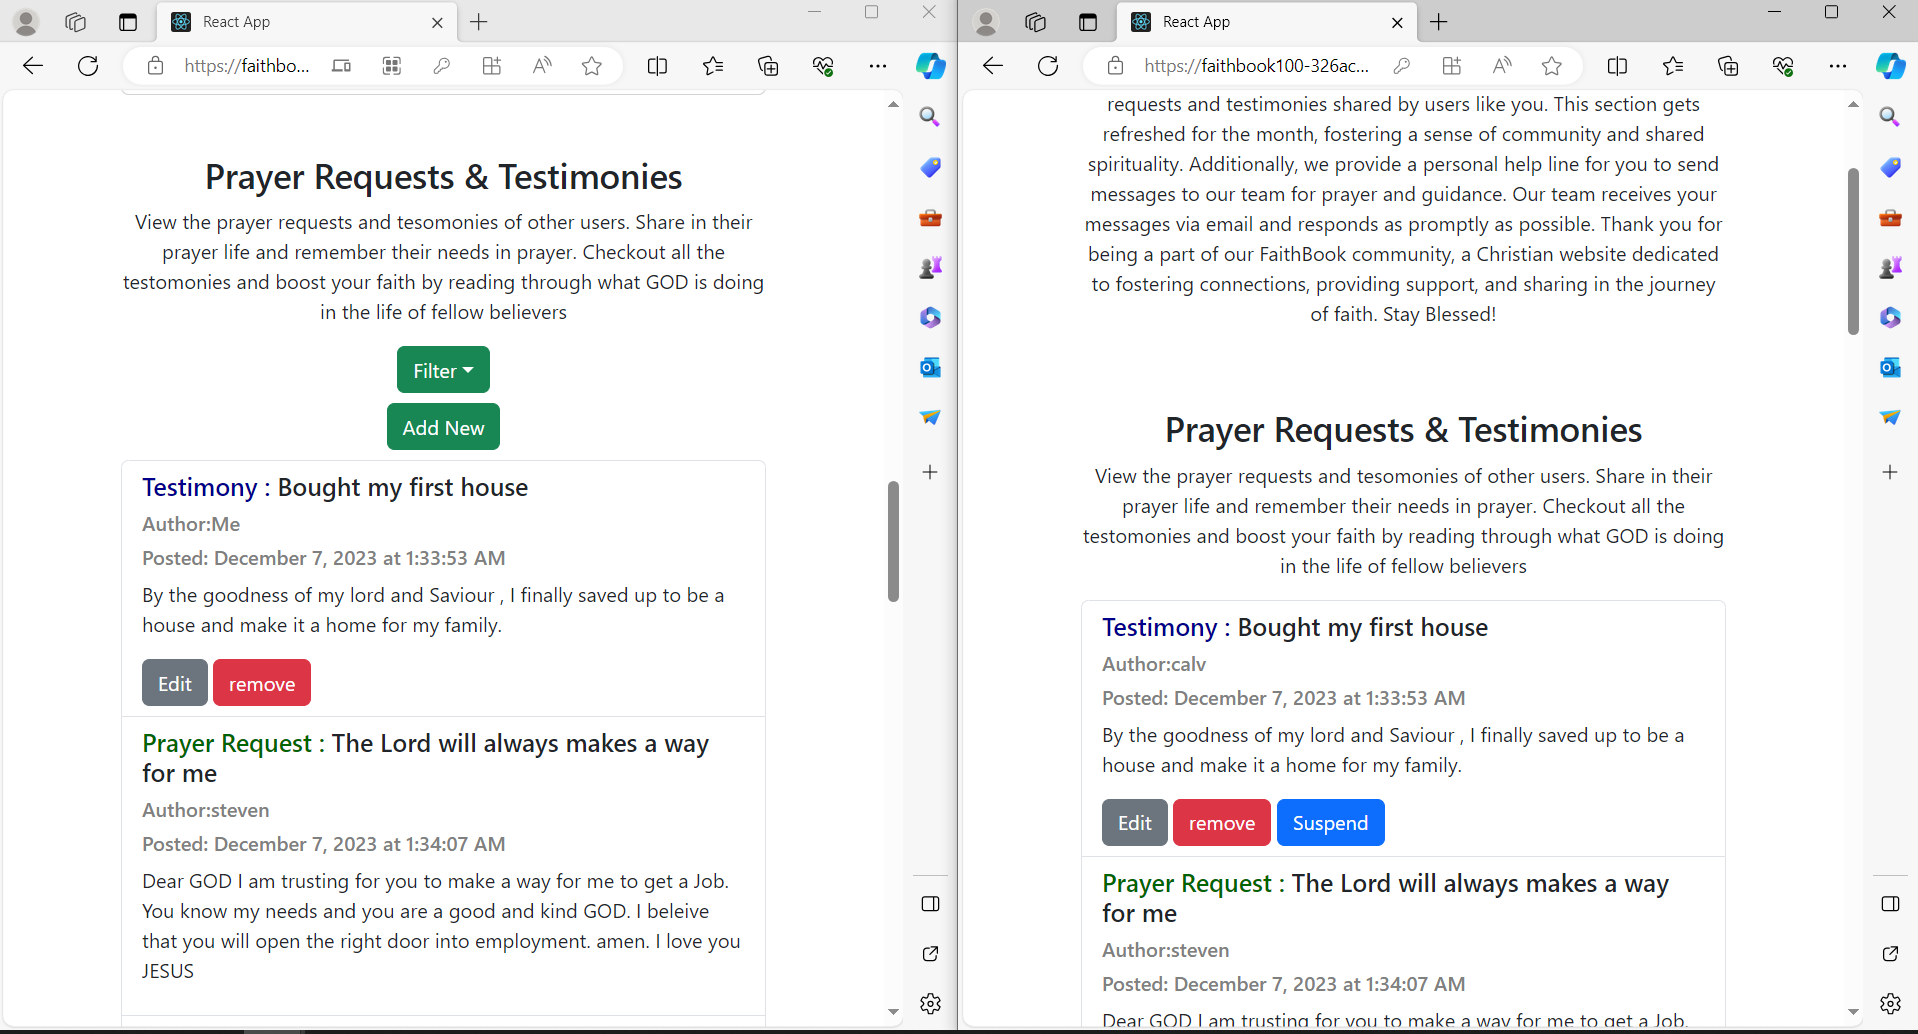 React App
https://faithbo...
Prayer Requests & Testimonies
View the prayer requests and tesomonies of other users. Share in their
prayer life and remember their needs in prayer. Checkout all the
testomonies and boost your faith by reading through what GOD is doing
in the life of fellow believers
Filter
Add New
Testimony : Bought my first house
Author:Me
Posted: December 7, 2023 at 1:33:53 AM
By the goodness of my lord and Saviour , I finally saved up to be a
house and make it a home for my family.
Edit remove
Prayer Request : The Lord will always makes a way
for me
Author:steven
Posted: December 7, 2023 at 1:34:07 AM
Dear GOD I am trusting for you to make a way for me to get a Job.
You know my needs and you are a good and kind GOD. I beleive
that you will open the right door into employment. amen. I love you
JESUS
React App
https://faithbook100-326ac...
requests and testimonies shared by users like you. This section gets
refreshed for the month, fostering a sense of community and shared
spirituality. Additionally, we provide a personal help line for you to send
messages to our team for prayer and guidance. Our team receives your
messages via email and responds as promptly as possible. Thank you for
being a part of our FaithBook community, a Christian website dedicated
to fostering connections, providing support, and sharing in the journey
of faith. Stay Blessed!
Prayer Requests & Testimonies
View the prayer requests and tesomonies of other users. Share in their
prayer life and remember their needs in prayer. Checkout all the
testomonies and boost your faith by reading through what GOD is doing
in the life of fellow believers
Testimony : Bought my first house
Author:calv
Posted: December 7, 2023 at 1:33:53 AM
By the goodness of my lord and Saviour , I finally saved up to be a
house and make it a home for my family.
Edit remove Suspend
Prayer Request : The Lord will always makes a way
for me
Author:steven
Posted: December 7, 2023 at 1:34:07 AM
Dear GOD I am trusting for you to make a way for me to get a Job.